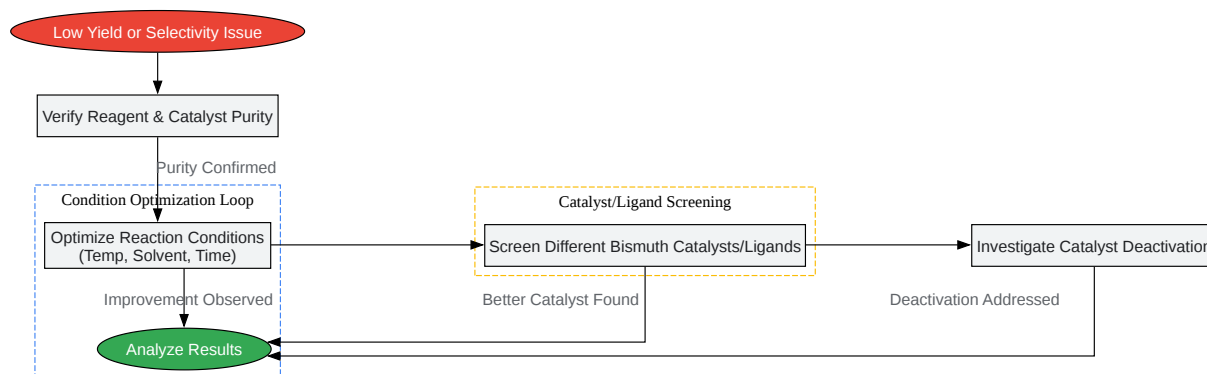 Low Yield or Selectivity Issue
Verify Reagent & Catalyst Purity
Purity Confirmed
Condition Optimization Loop
Catalyst/Ligand Screening
Optimize Reaction Conditions
(Temp, Solvent, Time)
Screen Different Bismuth Catalysts/Ligands
Investigate Catalyst Deactivation
Improvement Observed
Better Catalyst Found
Deactivation Addressed
Analyze Results